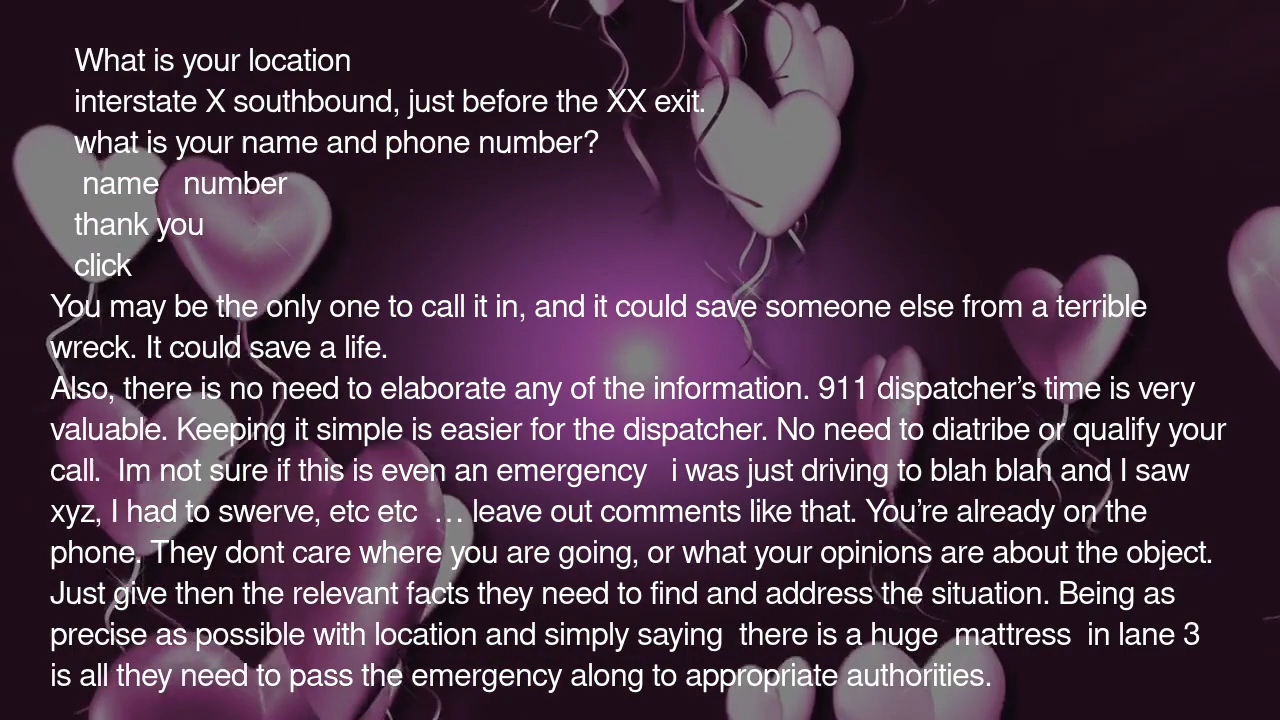 What is your location
interstate X southbound, just before the XX exit.
what is your name and phone number?
name   number
thank you
click
You may be the only one to call it in, and it could save someone else from a terrible
wreck. It could save a life.
Also, there is no need to elaborate any of the information. 911 dispatcher’s time is very
valuable. Keeping it simple is easier for the dispatcher. No need to diatribe or qualify your
call.  Im not sure if this is even an emergency   i was just driving to blah blah and I saw
xyz, I had to swerve, etc etc  … leave out comments like that. You’re already on the
phone. They dont care where you are going, or what your opinions are about the object.
Just give then the relevant facts they need to find and address the situation. Being as
precise as possible with location and simply saying  there is a huge  mattress  in lane 3
is all they need to pass the emergency along to appropriate authorities.